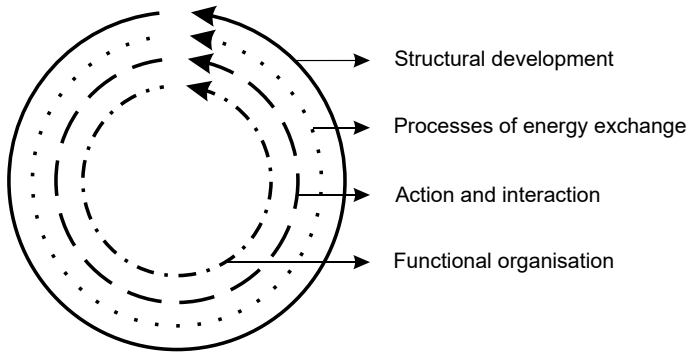 Structural development
Processes of energy exchange
Action and interaction
Functional organisation